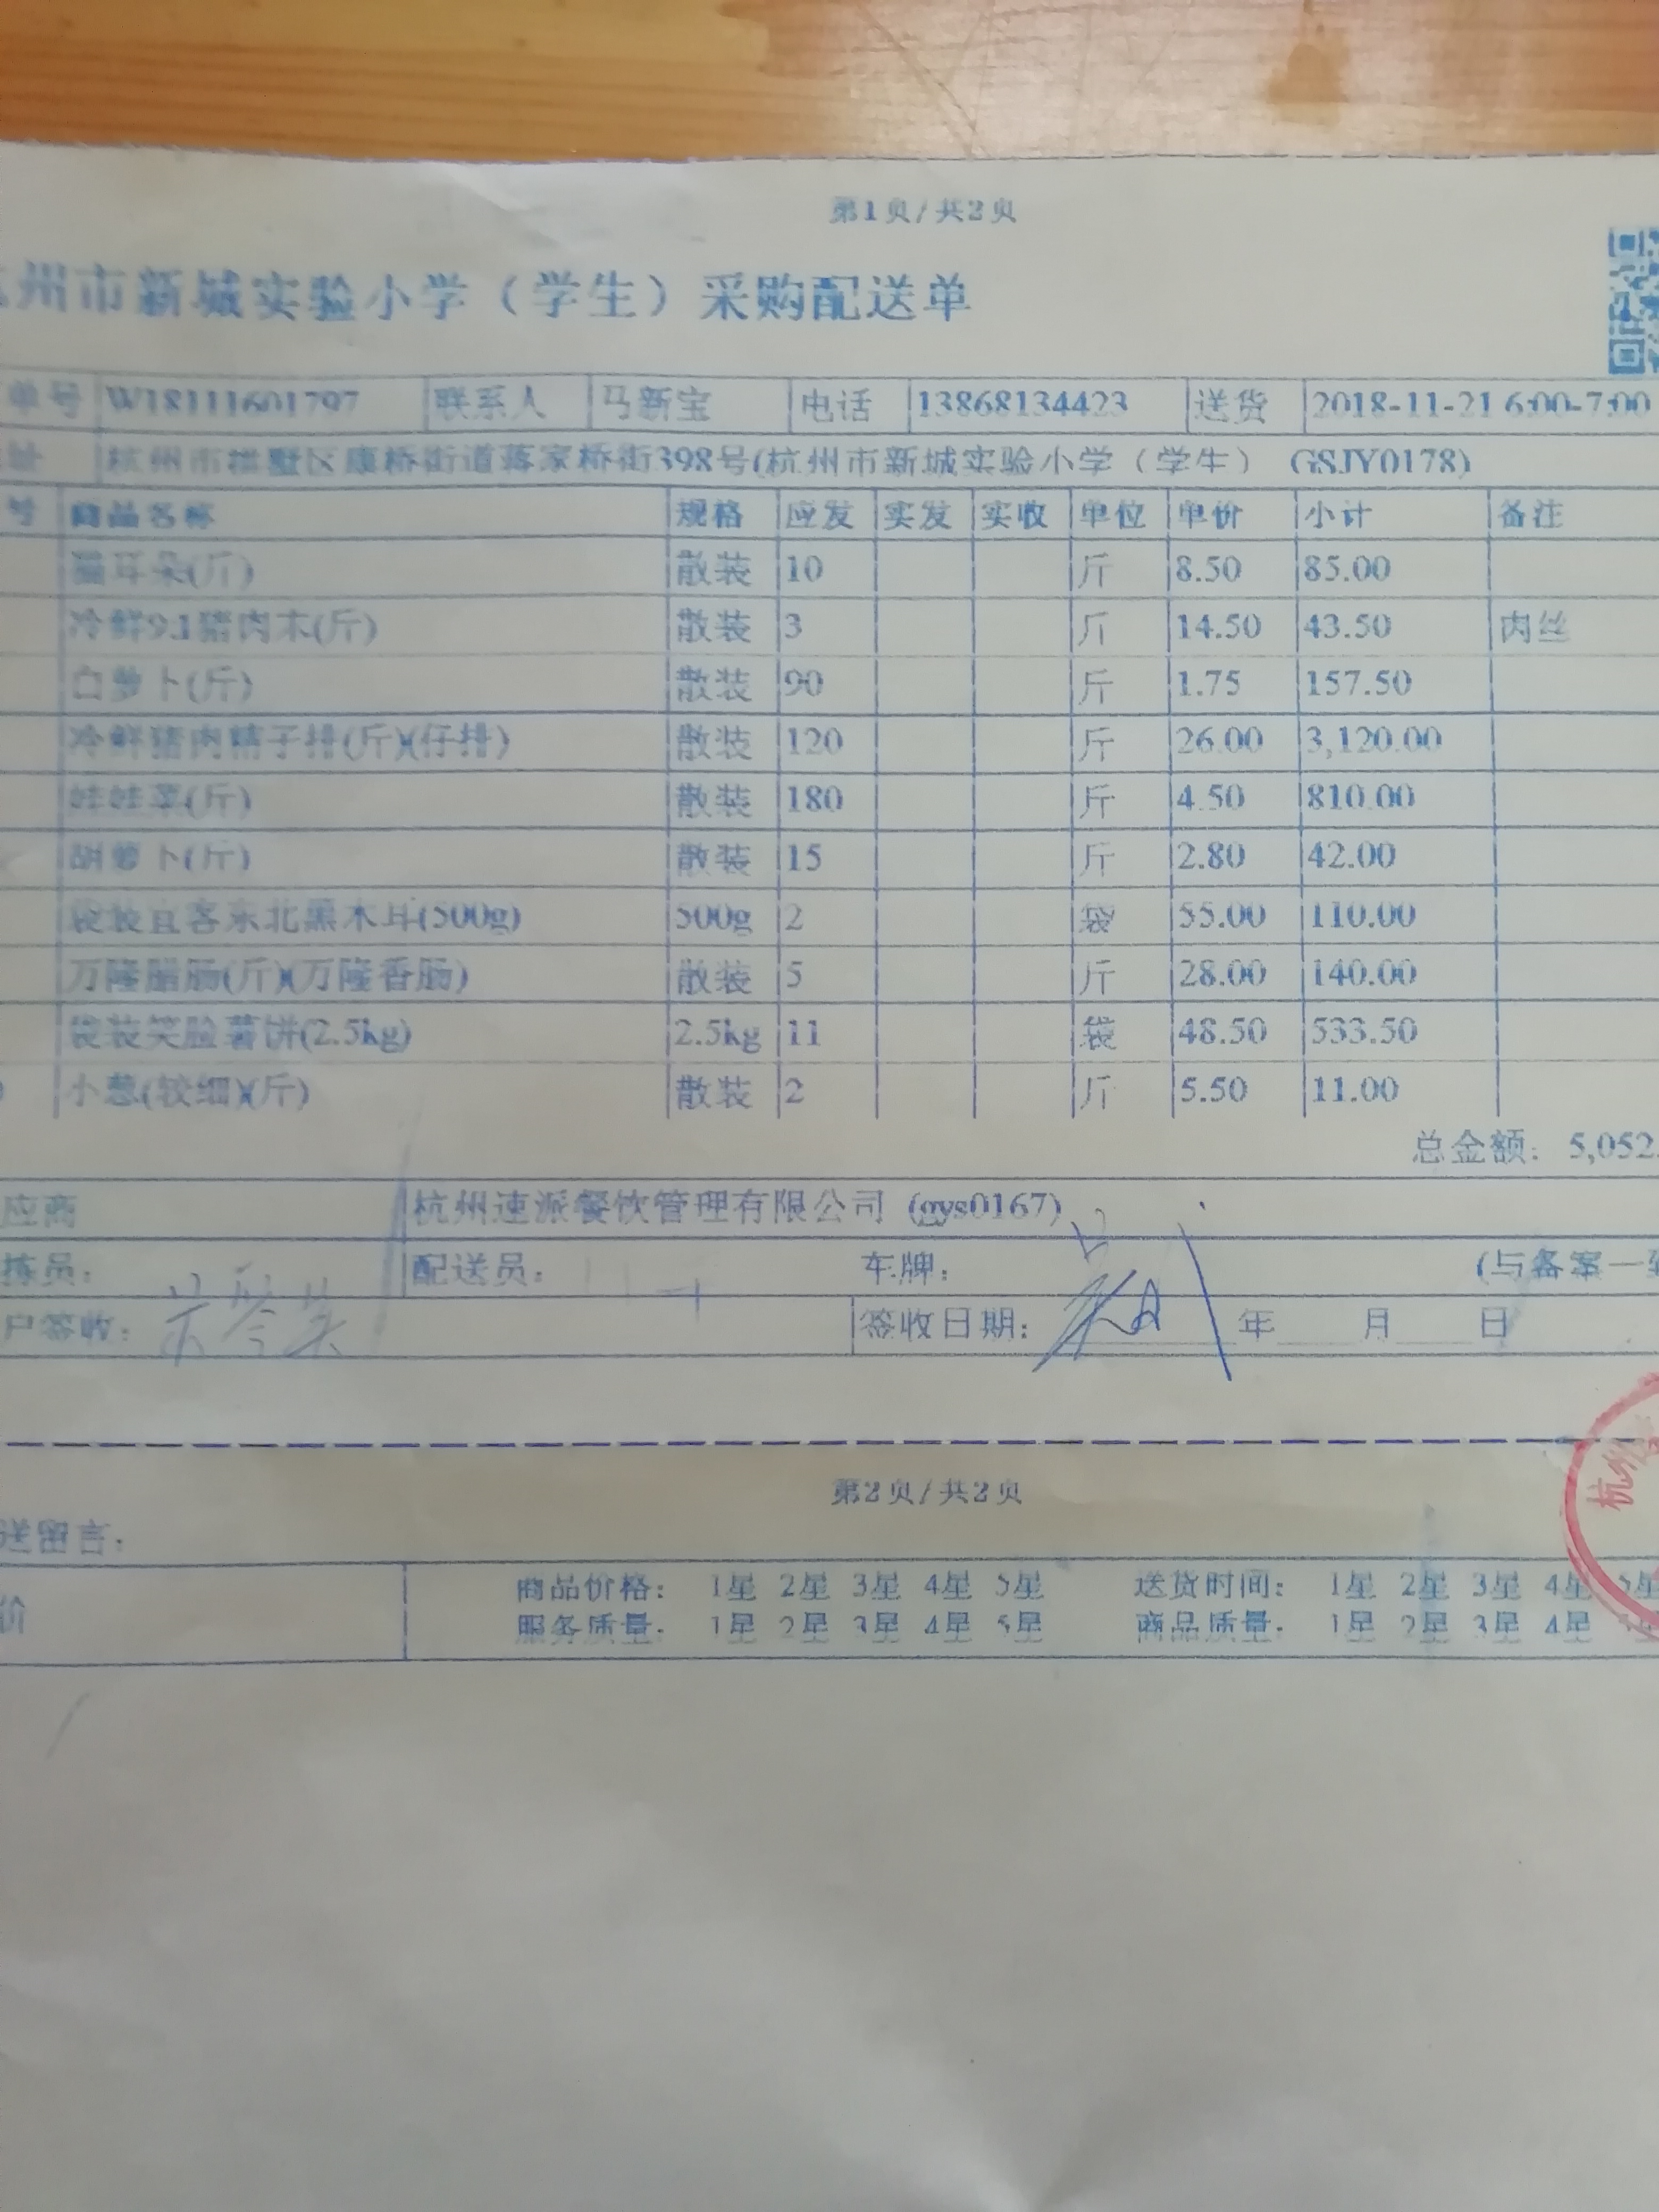 第1页/共2页
州市新城实验小学（学生）采购配送单
单号 W18111601797 联系人 马新宝 电话 13868134423 送货 2018-11-21 6:00-7:00
址 杭州市拱墅区康桥街道蒋家桥街398号(杭州市新城实验小学（学生） GSJY0178)
号 商品名称 规格 应发 实发 实收 单位 单价 小计 备注
猫耳朵(斤) 散装 10 斤 8.50 85.00
冷鲜9.1猪肉末(斤) 散装 3 斤 14.50 43.50 肉丝
白萝卜(斤) 散装 90 斤 1.75 157.50
冷鲜猪肉精子排(斤)(仔排) 散装 120 斤 26.00 3,120.00
娃娃菜(斤) 散装 180 斤 4.50 810.00
胡萝卜(斤) 散装 15 斤 2.80 42.00
袋装宜客东北黑木耳(500g) 500g 2 袋 55.00 110.00
万隆腊肠(斤)(万隆香肠) 散装 5 斤 28.00 140.00
袋装笑脸薯饼(2.5kg) 2.5kg 11 袋 48.50 533.50
小葱(较细)(斤) 散装 2 斤 5.50 11.00
总金额: 5,052.
应商 杭州速派餐饮管理有限公司 (gys0167)
拣员: 配送员: 车牌: (与备案一致
户签收: 签收日期: 年 月 日
杭州
第2页/共2页
送留言:
价 商品价格: 1星 2星 3星 4星 5星 送货时间: 1星 2星 3星 4星 5星
服务质量: 1星 2星 3星 4星 5星 商品质量: 1星 2星 3星 4星